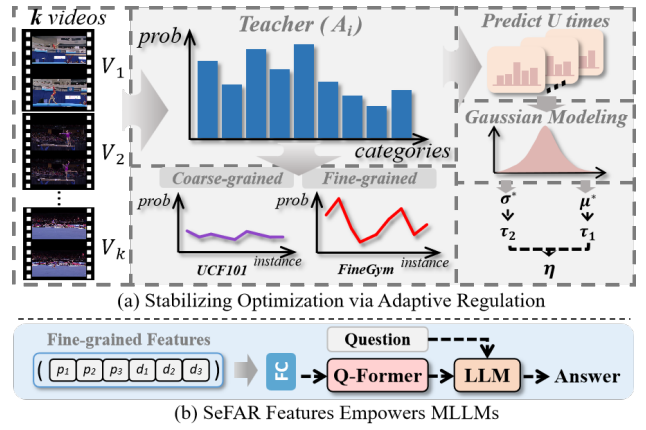 k videos
V1
V2
Vk
Teacher ( Ai )
prob
categories
Coarse-grained
prob
instance
UCF101
Fine-grained
prob
instance
FineGym
Predict U times
Gaussian Modeling
σ* μ*
τ2 τ1
η
(a) Stabilizing Optimization via Adaptive Regulation
Fine-grained Features
( p1 p2 p3 d1 d2 d3 )
FC
Question
Q-Former
LLM
Answer
(b) SeFAR Features Empowers MLLMs